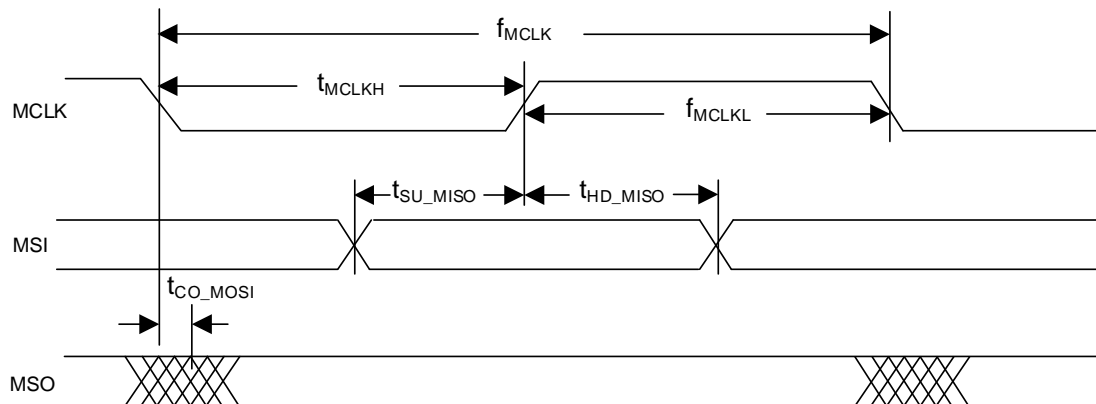 fMCLK
tMCLKH
MCLK
fMCLKL
tSU_MISO
tHD_MISO
MSI
tCO_MOSI
MSO